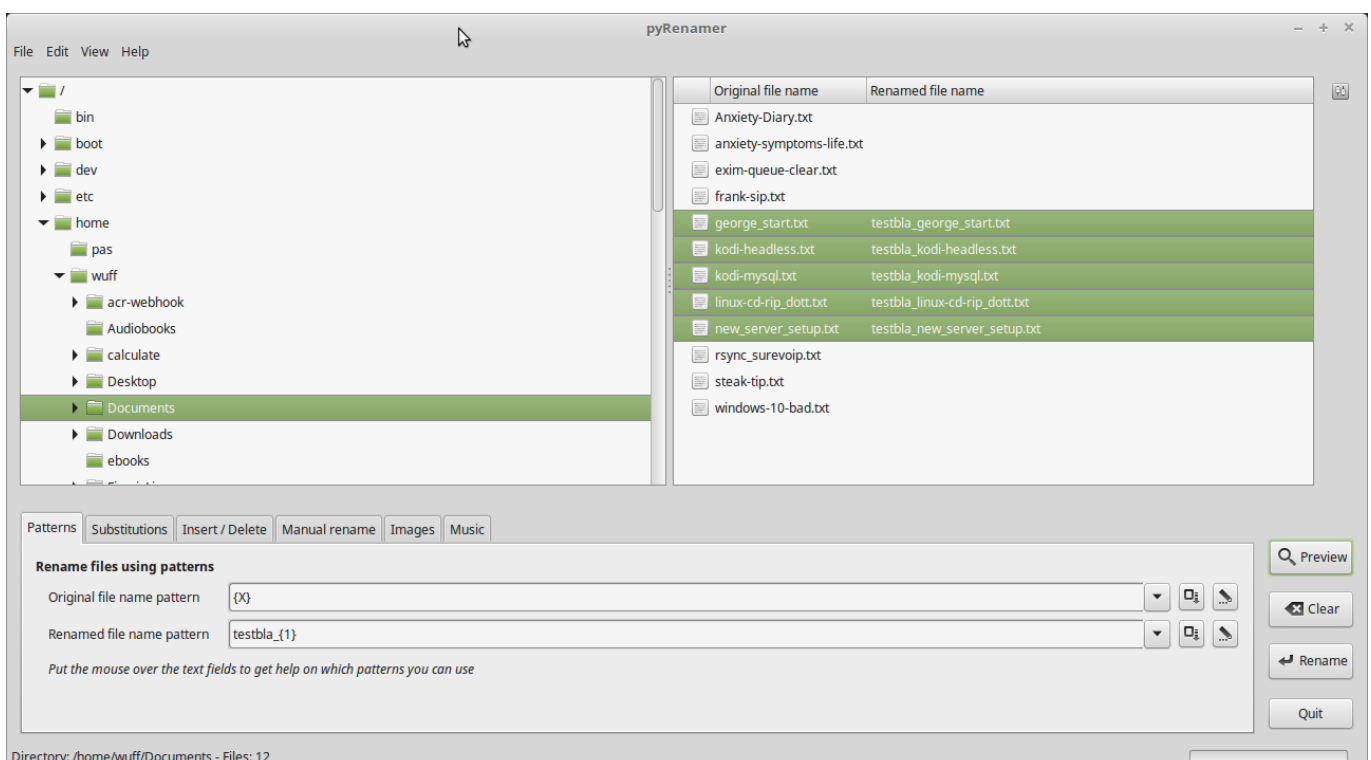 pyRenamer
File Edit View Help
/
bin
boot
dev
etc
home
pas
wuff
acr-webhook
Audiobooks
calculate
Desktop
Documents
Downloads
ebooks
Original file name Renamed file name
Anxiety-Diary.txt
anxiety-symptoms-life.txt
exim-queue-clear.txt
frank-sip.txt
george_start.txt testbla_george_start.txt
kodi-headless.txt testbla_kodi-headless.txt
kodi-mysql.txt testbla_kodi-mysql.txt
linux-cd-rip_dott.txt testbla_linux-cd-rip_dott.txt
new_server_setup.txt testbla_new_server_setup.txt
rsync_surevoip.txt
steak-tip.txt
windows-10-bad.txt
Patterns Substitutions Insert / Delete Manual rename Images Music
Rename files using patterns
Original file name pattern {X}
Renamed file name pattern testbla_{1}
Put the mouse over the text fields to get help on which patterns you can use
Preview
Clear
Rename
Quit
Directory: /home/wuff/Documents - Files: 12